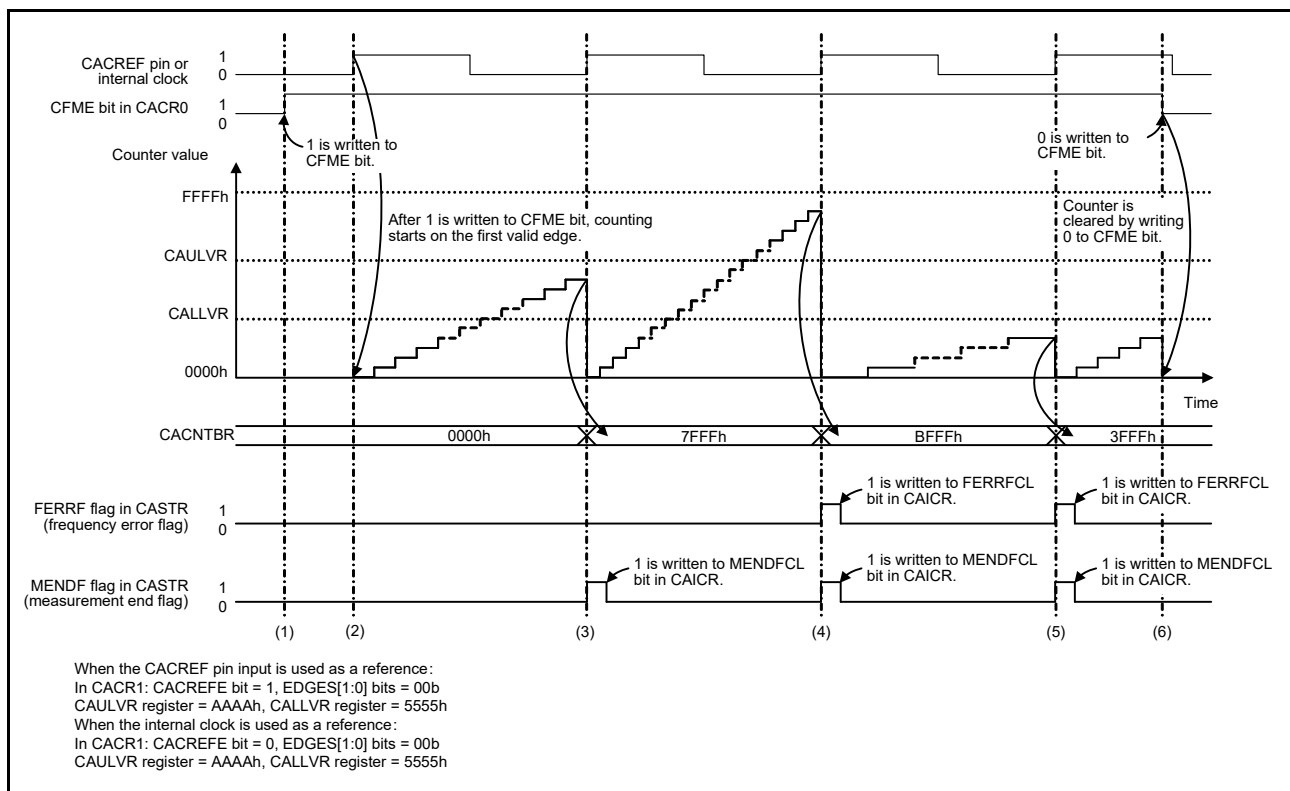 CACREF pin or
internal clock
1
0
CFME bit in CACR0
1
0
1 is written to
CFME bit.
0 is written to
CFME bit.
Counter value
FFFFh
After 1 is written to CFME bit, counting
starts on the first valid edge.
Counter is
cleared by writing
0 to CFME bit.
CAULVR
CALLVR
0000h
Time
CACNTBR
0000h
7FFFh
BFFFh
3FFFh
1 is written to FERRFCL
bit in CAICR.
1 is written to FERRFCL
bit in CAICR.
FERRF flag in CASTR
(frequency error flag)
1
0
1 is written to MENDFCL
bit in CAICR.
1 is written to MENDFCL
bit in CAICR.
1 is written to MENDFCL
bit in CAICR.
MENDF flag in CASTR
(measurement end flag)
1
0
(1)
(2)
(3)
(4)
(5)
(6)
When the CACREF pin input is used as a reference:
In CACR1: CACREFE bit = 1, EDGES[1:0] bits = 00b
CAULVR register = AAAAh, CALLVR register = 5555h
When the internal clock is used as a reference:
In CACR1: CACREFE bit = 0, EDGES[1:0] bits = 00b
CAULVR register = AAAAh, CALLVR register = 5555h